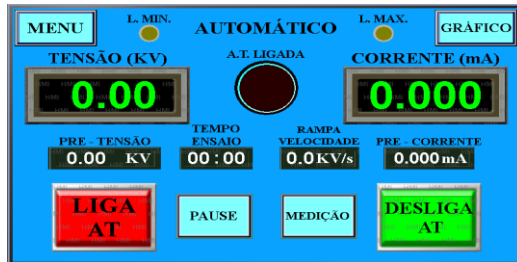 L. MIN.
L. MAX.
MENU
AUTOMÁTICO
GRÁFICO
TENSÃO (KV)
A.T. LIGADA
CORRENTE (mA)
0.00
0.000
PRE - TENSÃO
TEMPO
ENSAIO
RAMPA
VELOCIDADE
PRE - CORRENTE
0.00 KV
00:00
0.0 KV/s
0.000 mA
LIGA
AT
PAUSE
MEDIÇÃO
DESLIGA
AT